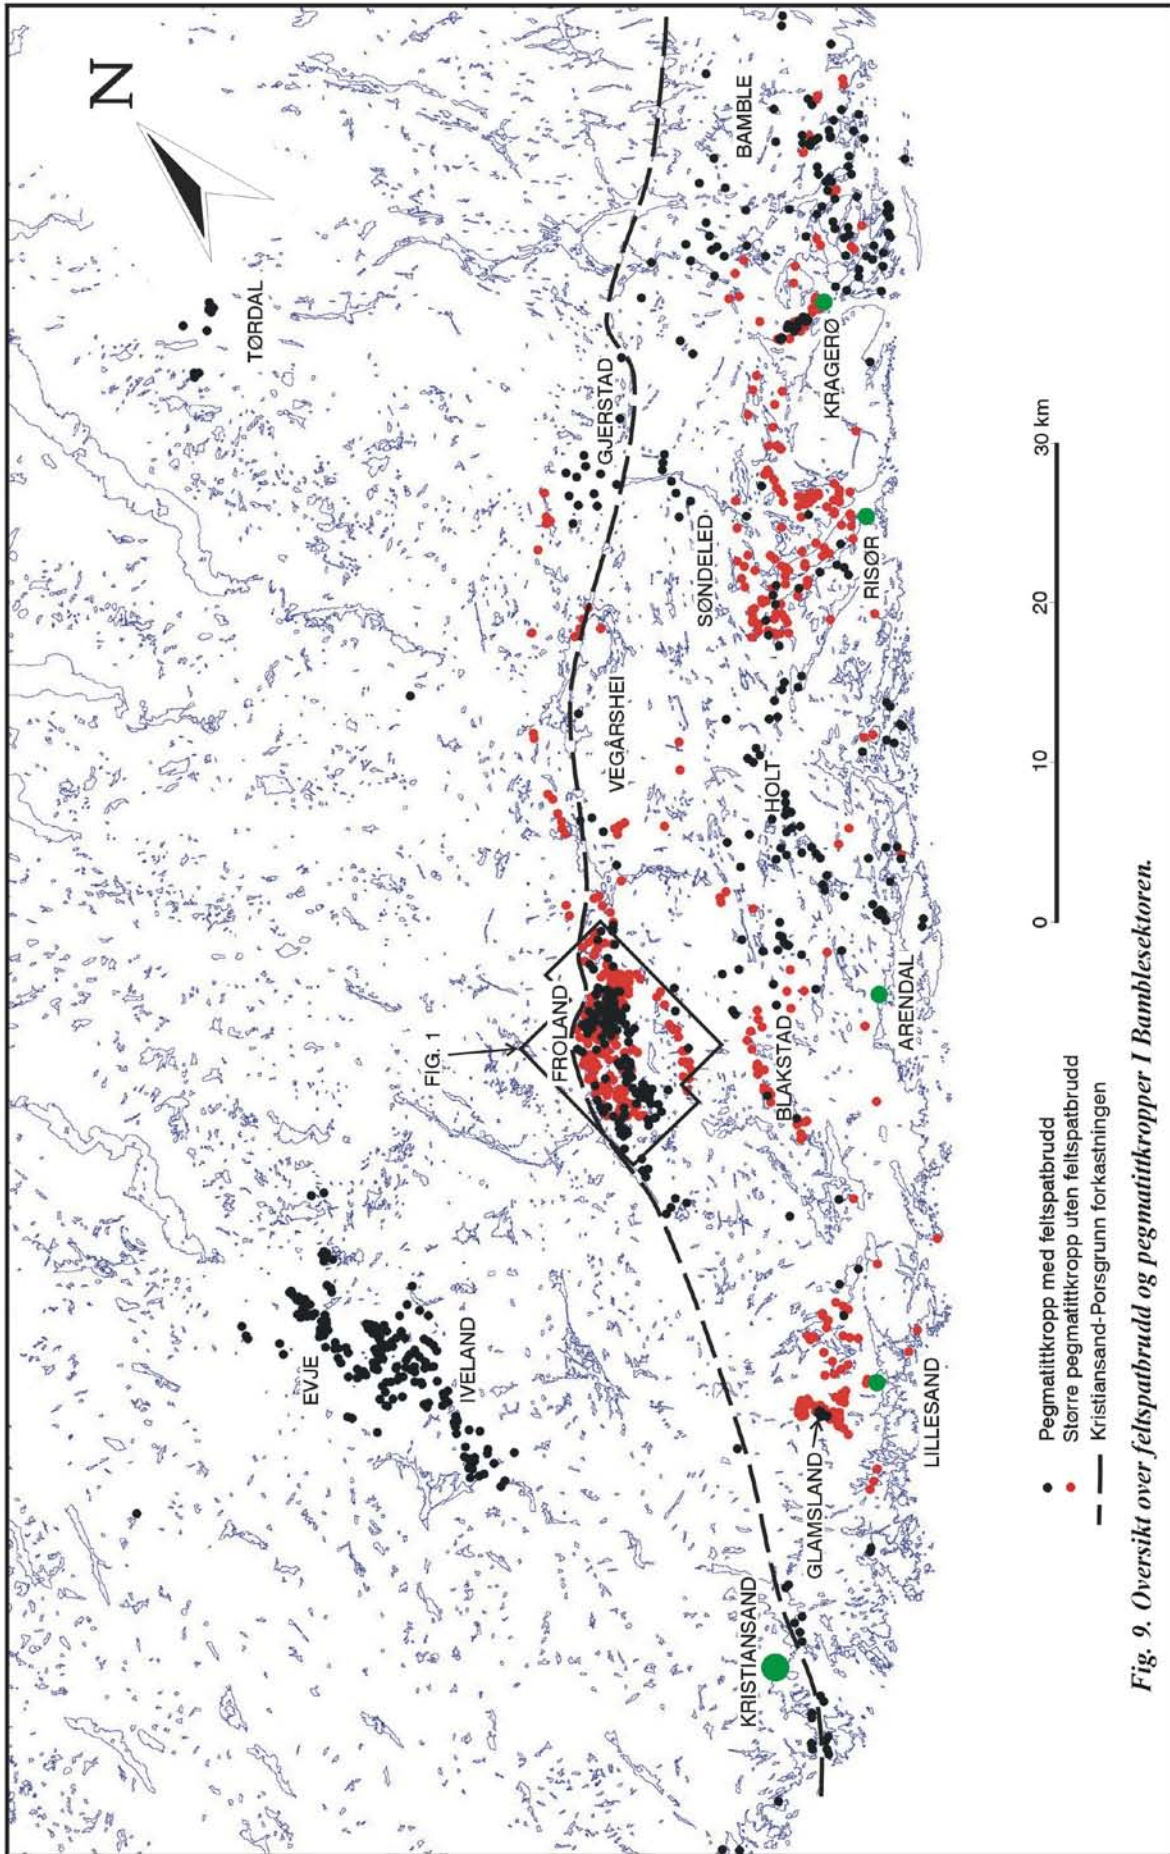 N
TØRDAL
BAMBLE
GJERSTAD
KRAGERØ
SØNDELED
RISØR
VEGÅRSHEI
HOLT
FIG. 1
FROLAND
BLAKSTAD
ARENDAL
EVJE
IVELAND
GLAMSLAND
LILLESAND
KRISTIANSAND
0
10
20
30 km
Pegmatittkropp med feltspatbrudd
Større pegmatittkropp uten feltspatbrudd
Kristiansand-Porsgrunn forkastningen
Fig. 9. Oversikt over feltspatbrudd og pegmatittkropper I Bamblesektoren.